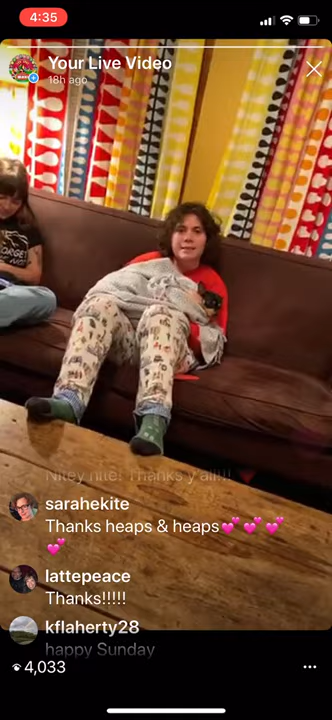 4:35
Your Live Video
18h ago
Nitey nite! Thanks y'all!!!
sarahekite
Thanks heaps & heaps💕💕💕
💕
lattepeace
Thanks!!!!!
kflaherty28
happy Sunday
4,033